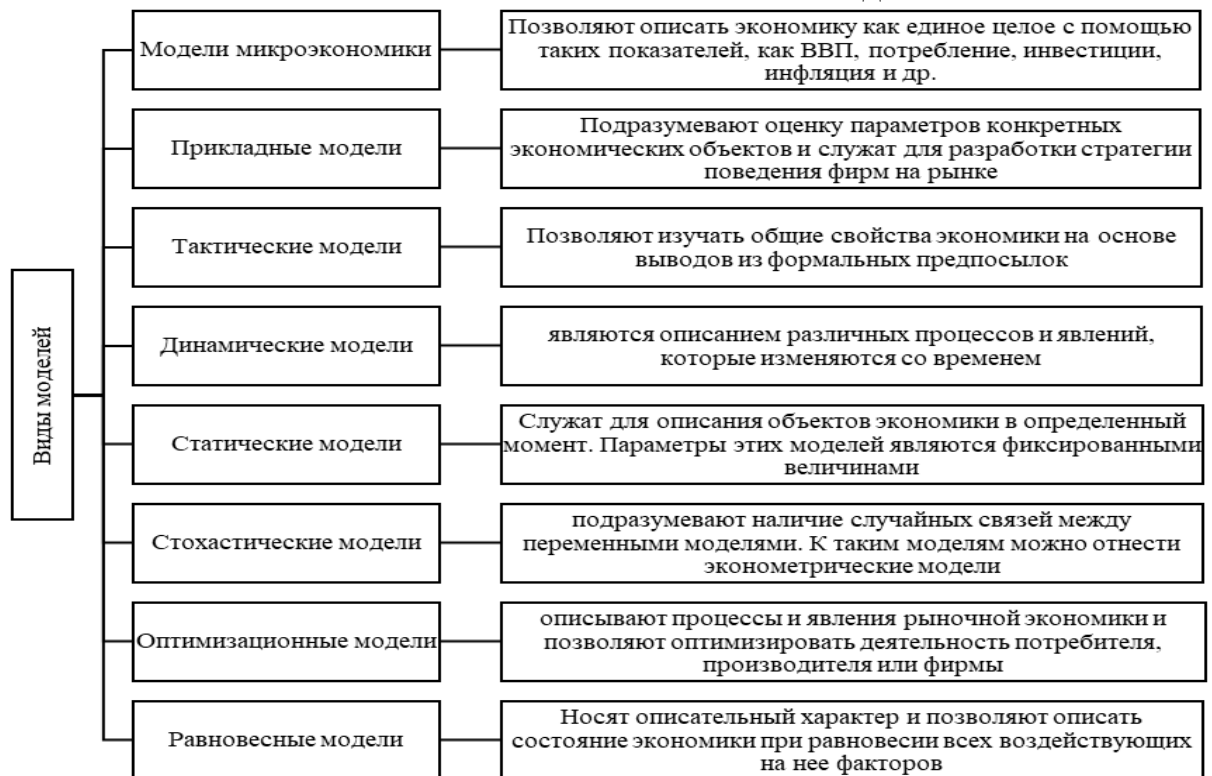 Модели микроэкономики
Позволяют описать экономику как единое целое с помощью
таких показателей, как ВВП, потребление, инвестиции,
инфляция и др.
Прикладные модели
Подразумевают оценку параметров конкретных
экономических объектов и служат для разработки стратегии
поведения фирм на рынке
Тактические модели
Позволяют изучать общие свойства экономики на основе
выводов из формальных предпосылок
Виды моделей
Динамические модели
являются описанием различных процессов и явлений,
которые изменяются со временем
Статические модели
Служат для описания объектов экономики в определенный
момент. Параметры этих моделей являются фиксированными
величинами
Стохастические модели
подразумевают наличие случайных связей между
переменными моделями. К таким моделям можно отнести
эконометрические модели
Оптимизационные модели
описывают процессы и явления рыночной экономики и
позволяют оптимизировать деятельность потребителя,
производителя или фирмы
Равновесные модели
Носят описательный характер и позволяют описать
состояние экономики при равновесии всех воздействующих
на нее факторов